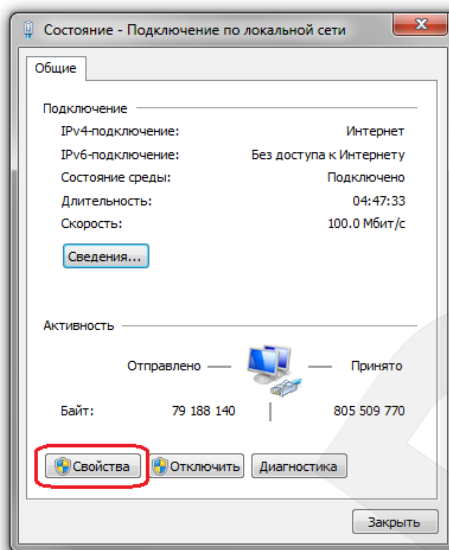 Состояние - Подключение по локальной сети
Общие
Подключение
IPv4-подключение: Интернет
IPv6-подключение: Без доступа к Интернету
Состояние среды: Подключено
Длительность: 04:47:33
Скорость: 100.0 Мбит/с
Сведения...
Активность
Отправлено — — Принято
Байт: 79 188 140 | 805 509 770
Свойства Отключить Диагностика
Закрыть